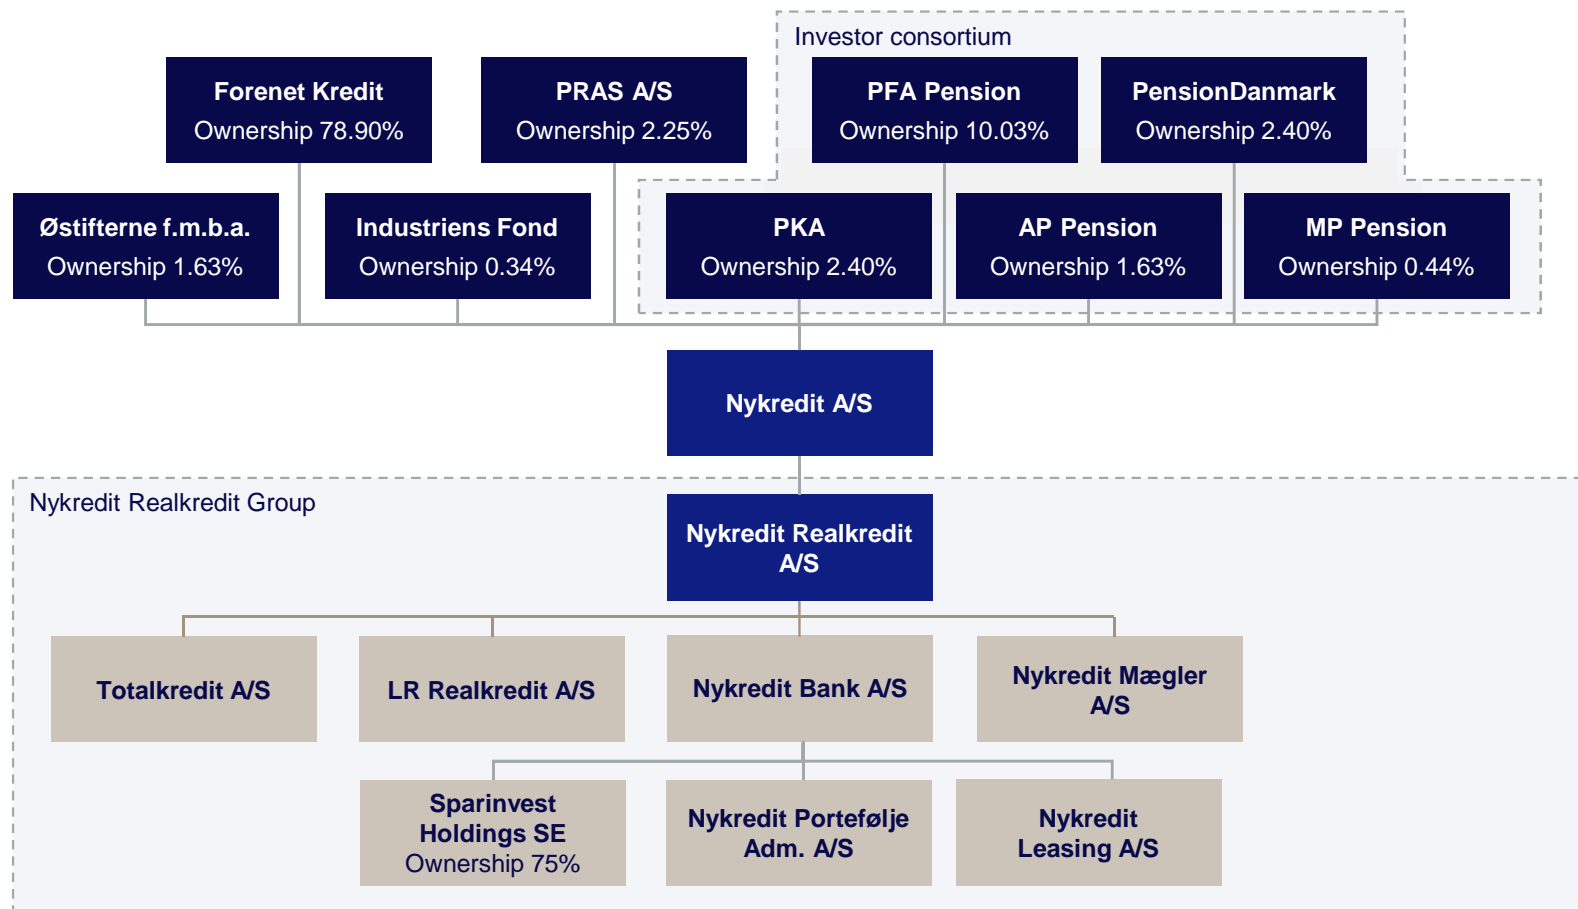 Investor consortium
Forenet Kredit
Ownership 78.90%
PRAS A/S
Ownership 2.25%
PFA Pension
Ownership 10.03%
PensionDanmark
Ownership 2.40%
Østifterne f.m.b.a.
Ownership 1.63%
Industriens Fond
Ownership 0.34%
PKA
Ownership 2.40%
AP Pension
Ownership 1.63%
MP Pension
Ownership 0.44%
Nykredit A/S
Nykredit Realkredit Group
Nykredit Realkredit
A/S
Totalkredit A/S
LR Realkredit A/S
Nykredit Bank A/S
Nykredit Mægler
A/S
Sparinvest
Holdings SE
Ownership 75%
Nykredit Portefølje
Adm. A/S
Nykredit
Leasing A/S